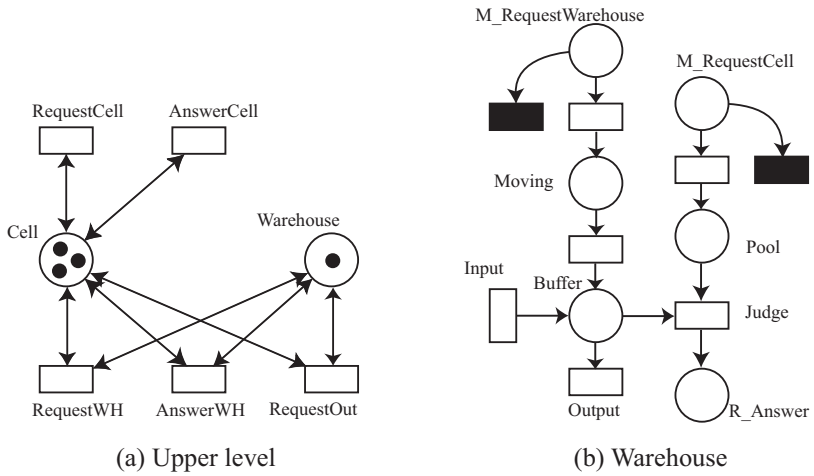 M_RequestWarehouse
M_RequestCell
RequestCell
AnswerCell
Moving
Cell
Warehouse
Pool
Input
Buffer
Judge
RequestWH
AnswerWH
RequestOut
Output
R_Answer
(a) Upper level
(b) Warehouse